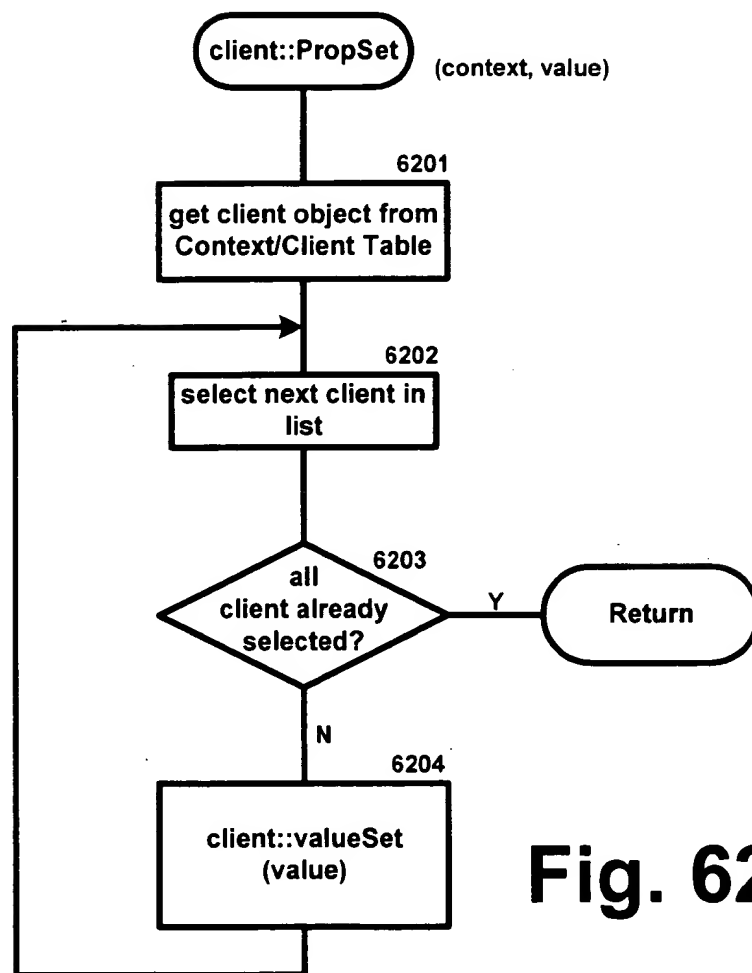 client::PropSet
(context, value)
6201
get client object from
Context/Client Table
6202
select next client in
list
6203
all
client already
selected?
Y
Return
N
6204
client::valueSet
(value)
Fig. 62